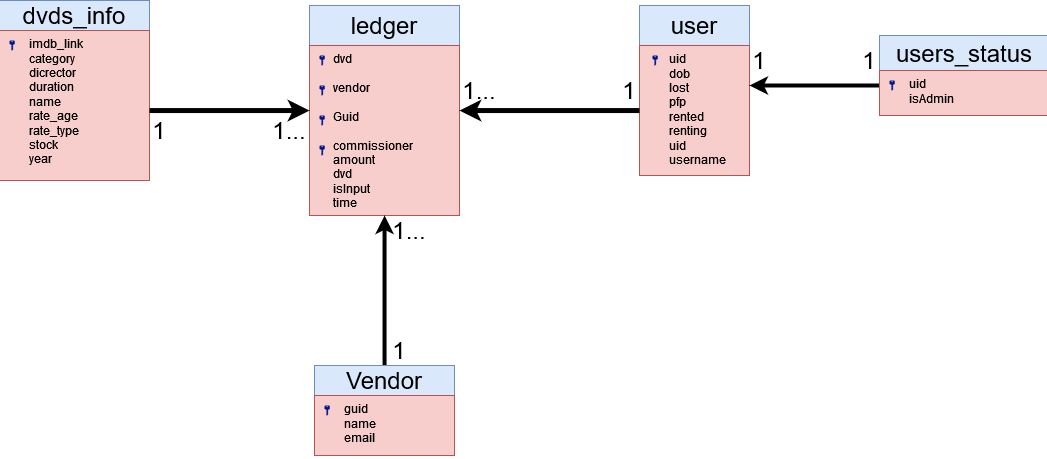 dvds_info
imdb_link
category
dicrector
duration
name
rate_age
rate_type
stock
year
1
1...
ledger
dvd
vendor
Guid
commissioner
amount
dvd
isInput
time
1...
1
user
uid
dob
lost
pfp
rented
renting
uid
username
1
1
users_status
uid
isAdmin
1...
1
Vendor
guid
name
email